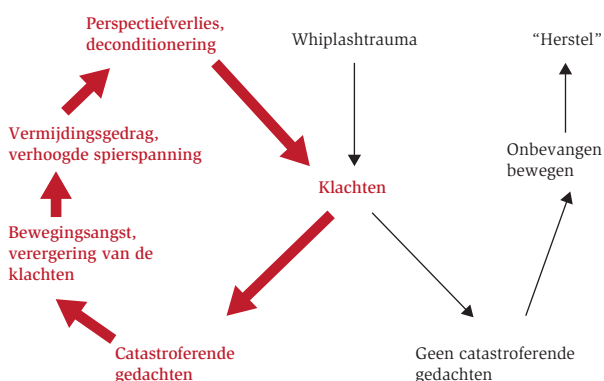 Perspectiefverlies,
deconditionering
Whiplashtrauma
“Herstel”
Vermijdingsgedrag,
verhoogde spierspanning
Onbevangen
bewegen
Klachten
Bewegingsangst,
verergering van de
klachten
Catastroferende
gedachten
Geen catastroferende
gedachten